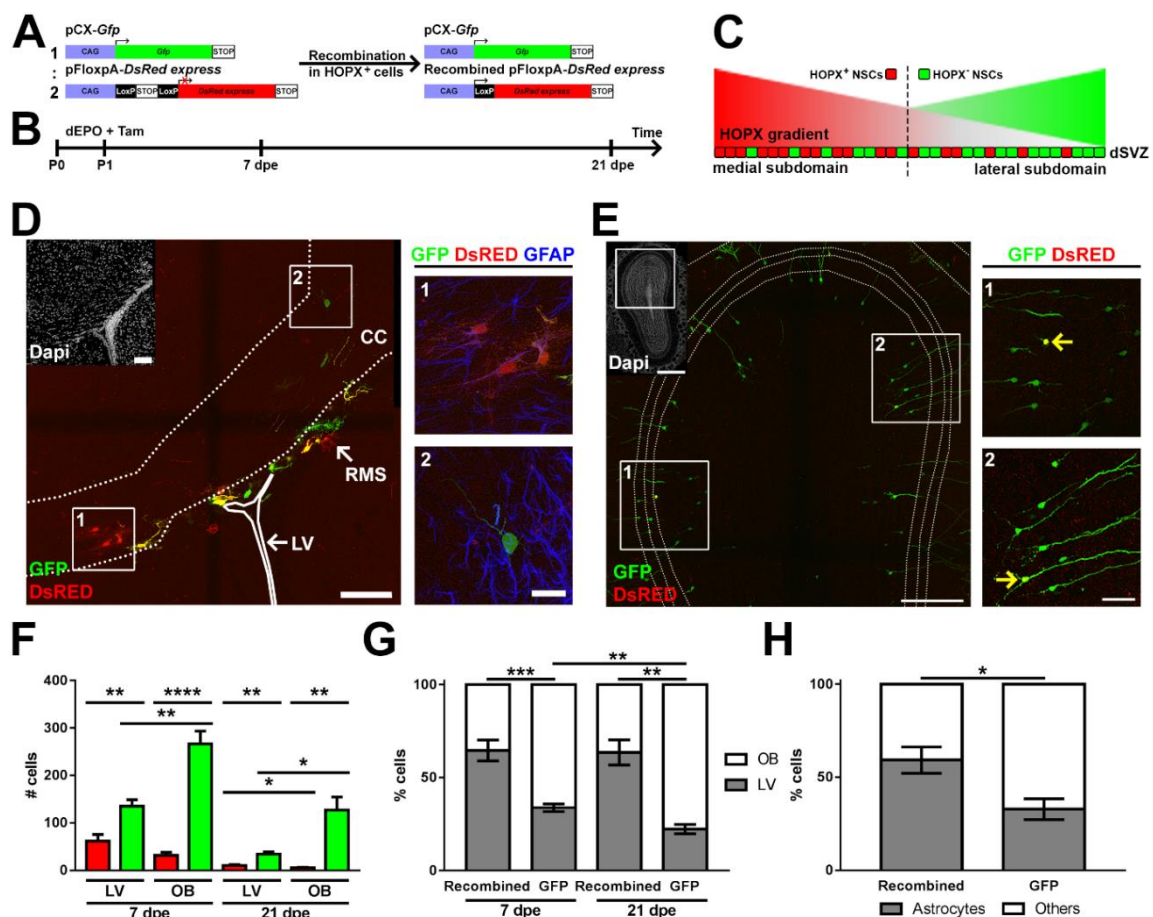 A
pCX-Gfp
1
CAG
Gfp
STOP
:
pFloxpA-DsRed express
2
CAG
LoxP
STOP
LoxP
DsRed express
STOP
Recombination
in HOPX+ cells
pCX-Gfp
CAG
Gfp
STOP
Recombined pFloxpA-DsRed express
CAG
LoxP
DsRed express
STOP
B
dEPO + Tam
Time
P0
P1
7 dpe
21 dpe
C
HOPX+ NSCs
HOPX- NSCs
HOPX gradient
dSVZ
medial subdomain
lateral subdomain
D
Dapi
2
CC
RMS
1
LV
GFP
DsRED
GFP DsRED GFAP
1
2
E
Dapi
2
1
GFP
DsRED
GFP DsRED
1
2
F
# cells
400
300
200
100
0
** **** ** **
**
*
*
LV OB LV OB
7 dpe 21 dpe
G
% cells
100
50
0
**
*** **
OB
LV
Recombined GFP Recombined GFP
7 dpe 21 dpe
H
% cells
100
50
0
*
Recombined GFP
Astrocytes Others